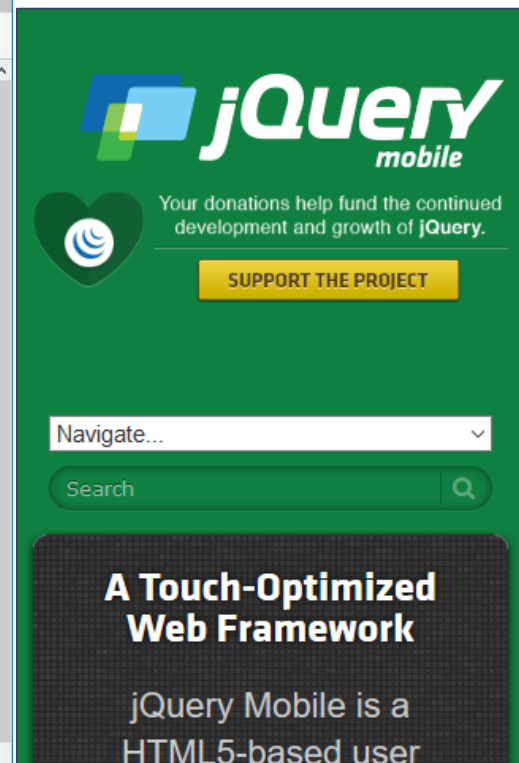 jQuery
mobile
Your donations help fund the continued
development and growth of jQuery.
SUPPORT THE PROJECT
Navigate...
Search
A Touch-Optimized
Web Framework
jQuery Mobile is a
HTML5-based user